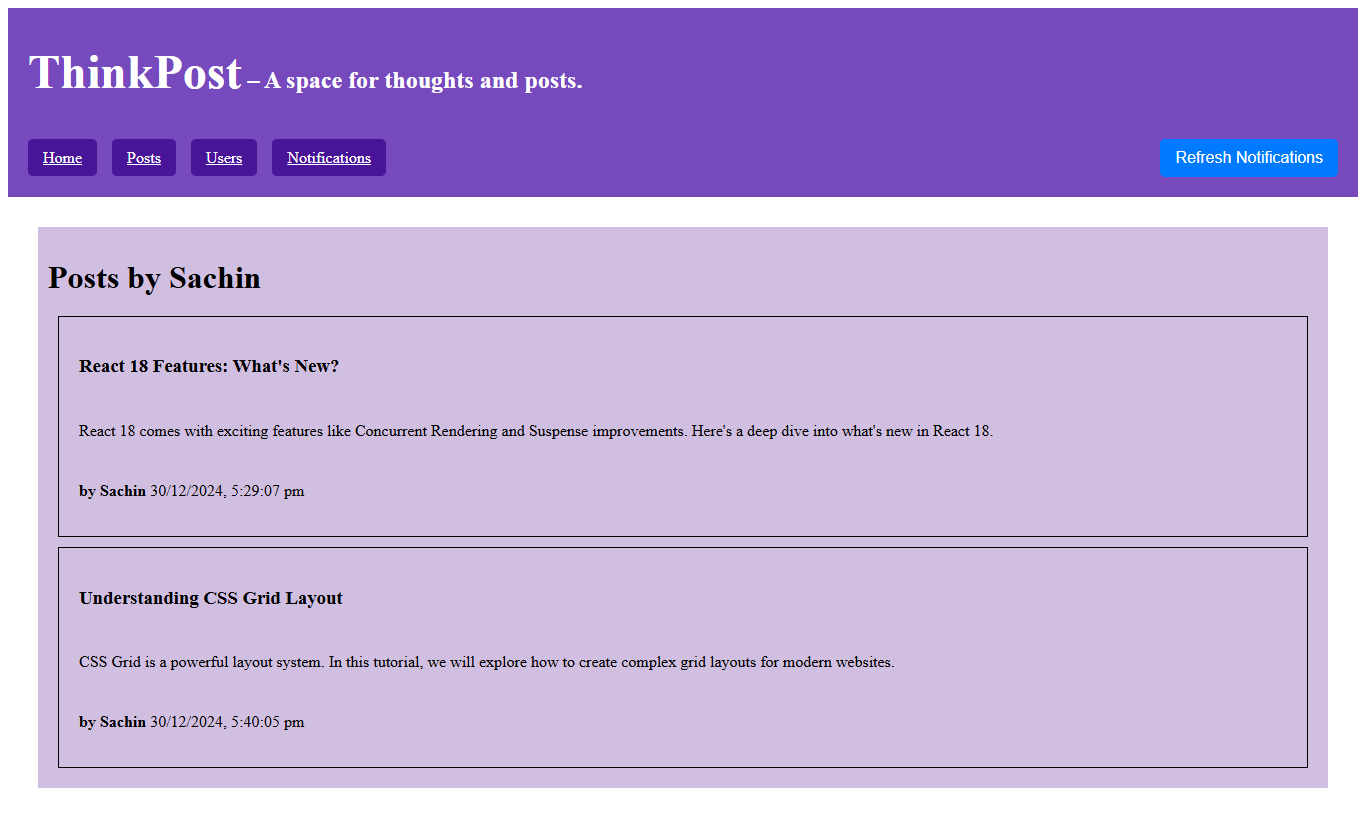 ThinkPost – A space for thoughts and posts.
Home Posts Users Notifications Refresh Notifications
Posts by Sachin
React 18 Features: What's New?
React 18 comes with exciting features like Concurrent Rendering and Suspense improvements. Here's a deep dive into what's new in React 18.
by Sachin 30/12/2024, 5:29:07 pm
Understanding CSS Grid Layout
CSS Grid is a powerful layout system. In this tutorial, we will explore how to create complex grid layouts for modern websites.
by Sachin 30/12/2024, 5:40:05 pm